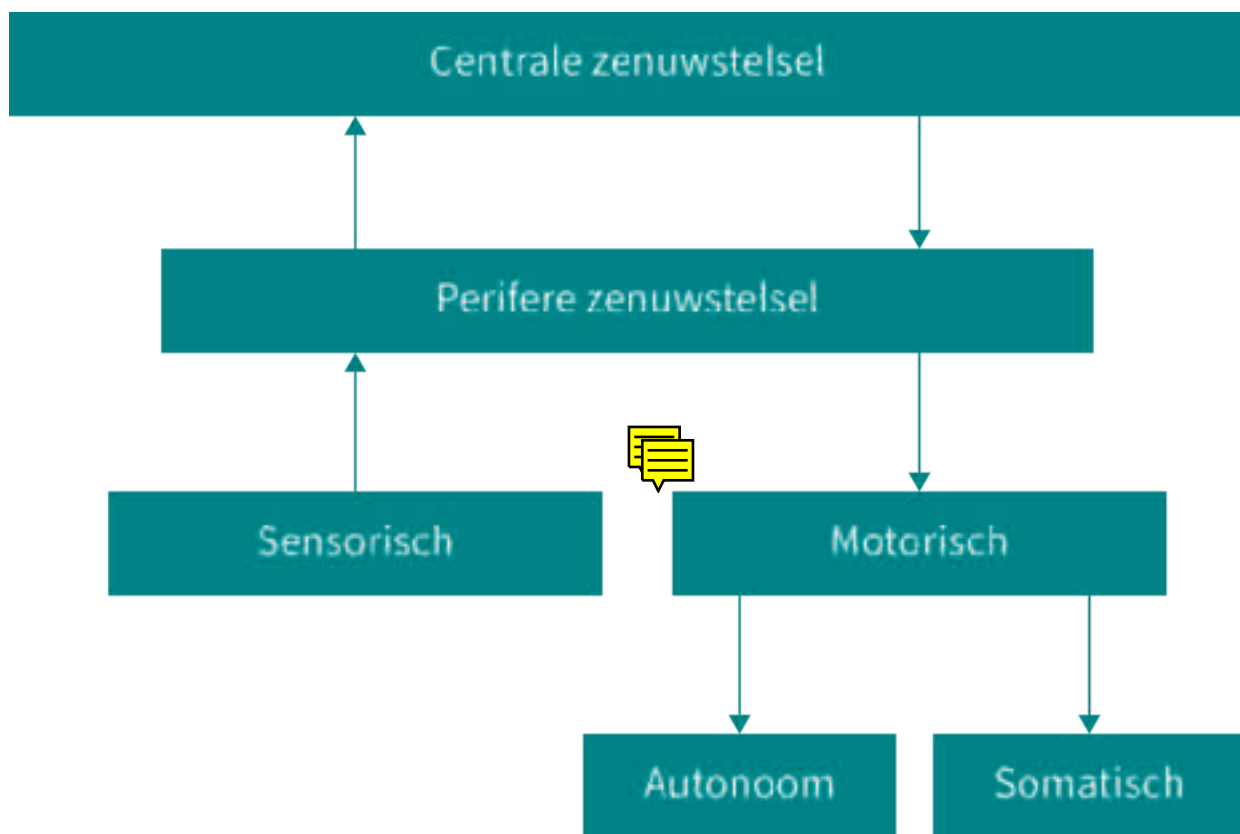 Centrale zenuwstelsel
Perifere zenuwstelsel
Sensorisch
Motorisch
Autonoom
Somatisch